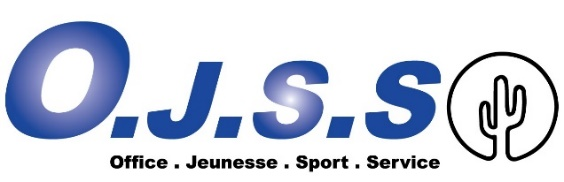 O.J.S.S
Office . Jeunesse . Sport . Service